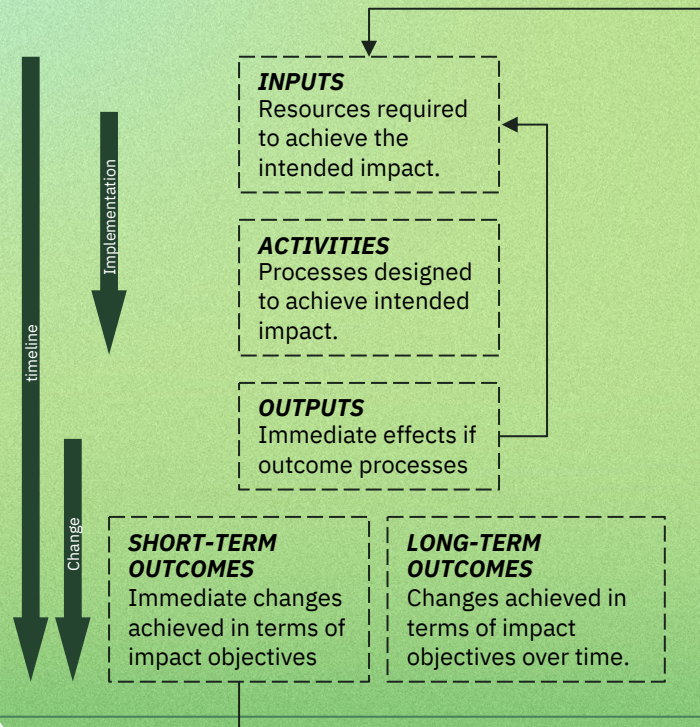 timeline
Implementation
Change
INPUTS
Resources required
to achieve the
intended impact.
ACTIVITIES
Processes designed
to achieve intended
impact.
OUTPUTS
Immediate effects if
outcome processes
SHORT-TERM
OUTCOMES
Immediate changes
achieved in terms of
impact objectives
LONG-TERM
OUTCOMES
Changes achieved in
terms of impact
objectives over time.